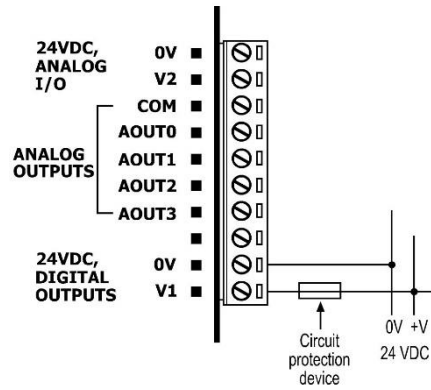 24VDC,
ANALOG
I/O
0V
V2
COM
AOUT0
AOUT1
AOUT2
AOUT3
ANALOG
OUTPUTS
24VDC,
DIGITAL
OUTPUTS
0V
V1
Circuit
protection
device
0V +V
24 VDC